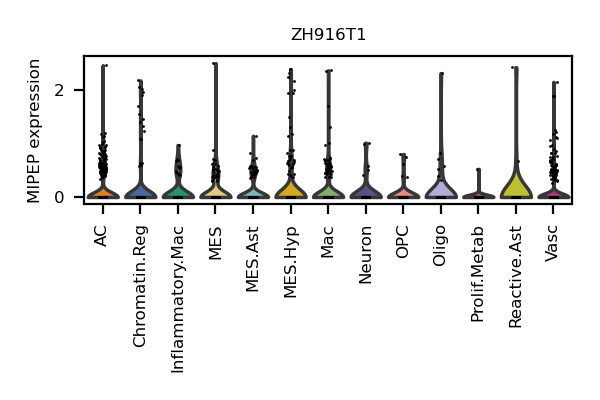 ZH916T1
MIPEP expression
2
0
AC
Chromatin.Reg
Inflammatory.Mac
MES
MES.Ast
MES.Hyp
Mac
Neuron
OPC
Oligo
Prolif.Metab
Reactive.Ast
Vasc